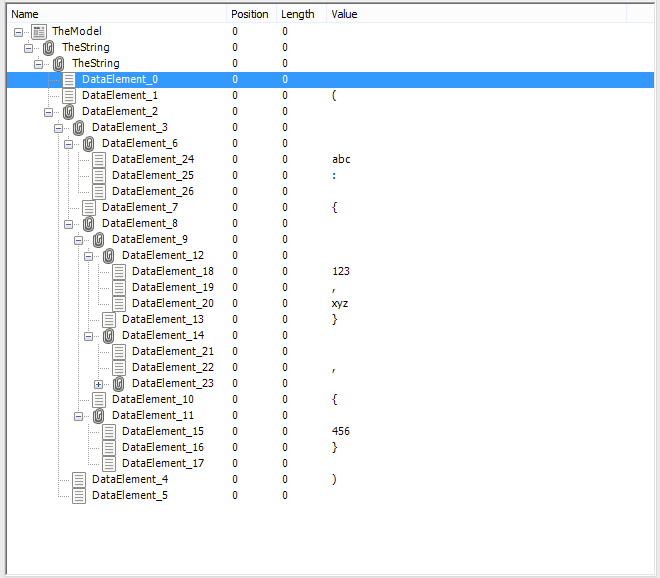 Name Position Length Value
TheModel 0 0
TheString 0 0
TheString 0 0
DataElement_0 0 0
DataElement_1 0 0 (
DataElement_2 0 0
DataElement_3 0 0
DataElement_6 0 0
DataElement_24 0 0 abc
DataElement_25 0 0 :
DataElement_26 0 0
DataElement_7 0 0 {
DataElement_8 0 0
DataElement_9 0 0
DataElement_12 0 0
DataElement_18 0 0 123
DataElement_19 0 0 ,
DataElement_20 0 0 xyz
DataElement_13 0 0 }
DataElement_14 0 0
DataElement_21 0 0
DataElement_22 0 0 ,
DataElement_23 0 0
DataElement_10 0 0 {
DataElement_11 0 0
DataElement_15 0 0 456
DataElement_16 0 0 }
DataElement_17 0 0
DataElement_4 0 0 )
DataElement_5 0 0